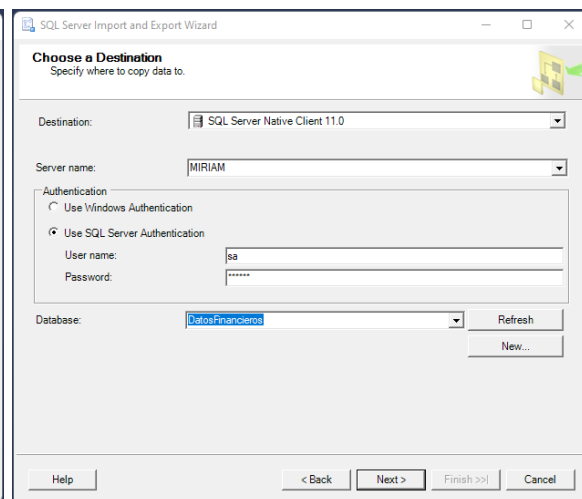 SQL Server Import and Export Wizard
Choose a Destination
Specify where to copy data to.
Destination: SQL Server Native Client 11.0
Server name: MIRIAM
Authentication
Use Windows Authentication
Use SQL Server Authentication
User name: sa
Password: ******
Database: DatosFinancieros Refresh
New...
Help < Back Next > Finish >>| Cancel